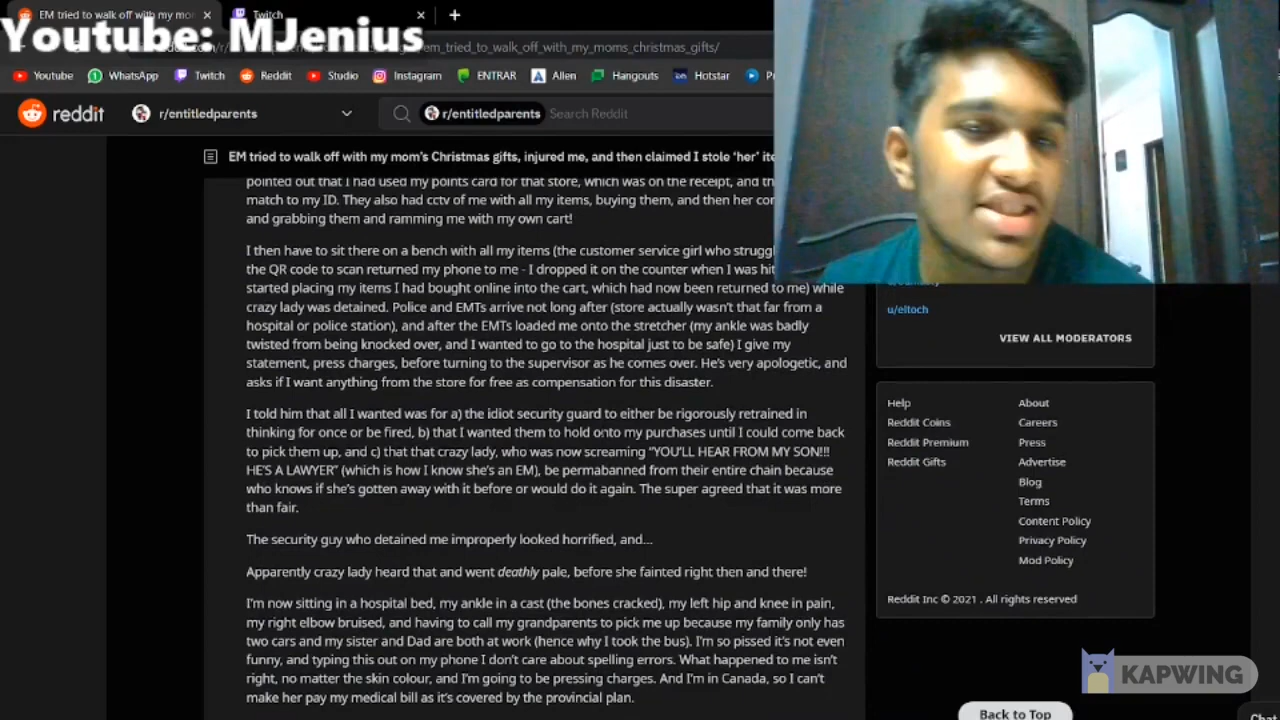 EM tried to walk off with my mo
Twitch
Youtube: MJenius
em_tried_to_walk_off_with_my_moms_christmas_gifts/
Youtube WhatsApp Twitch Reddit Studio Instagram ENTRAR Allen Hangouts Hotstar
reddit r/entitledparents r/entitledparents Search Reddit
EM tried to walk off with my mom's Christmas gifts, injured me, and then claimed I stole 'her'
pointed out that I had used my points card for that store, which was on the receipt, and
match to my ID. They also had cctv of me with all my items, buying them, and then her
and grabbing them and ramming me with my own cart!
I then have to sit there on a bench with all my items (the customer service girl who
the QR code to scan returned my phone to me - I dropped it on the counter when I was hit
started placing my items I had bought online into the cart, which had now been returned to me) while
crazy lady was detained. Police and EMTs arrive not long after (store actually wasn't that far from a
hospital or police station), and after the EMTs loaded me onto the stretcher (my ankle was badly
twisted from being knocked over, and I wanted to go to the hospital just to be safe) I give my
statement, press charges, before turning to the supervisor as he comes over. He's very apologetic, and
asks if I want anything from the store for free as compensation for this disaster.
I told him that all I wanted was for a) the idiot security guard to either be rigorously retrained in
thinking for once or be fired, b) that I wanted them to hold onto my purchases until I could come back
to pick them up, and c) that that crazy lady, who was now screaming "YOU'LL HEAR FROM MY SON!!!
HE'S A LAWYER" (which is how I know she's an EM), be permabanned from their entire chain because
who knows if she's gotten away with it before or would do it again. The super agreed that it was more
than fair.
The security guy who detained me improperly looked horrified, and...
Apparently crazy lady heard that and went deathly pale, before she fainted right then and there!
I'm now sitting in a hospital bed, my ankle in a cast (the bones cracked), my left hip and knee in pain,
my right elbow bruised, and having to call my grandparents to pick me up because my family only has
two cars and my sister and Dad are both at work (hence why I took the bus). I'm so pissed it's not even
funny, and typing this out on my phone I don't care about spelling errors. What happened to me isn't
right, no matter the skin colour, and I'm going to be pressing charges. And I'm in Canada, so I can't
make her pay my medical bill as it's covered by the provincial plan.
u/eltoch
VIEW ALL MODERATORS
Help About
Reddit Coins Careers
Reddit Premium Press
Reddit Gifts Advertise
Blog
Terms
Content Policy
Privacy Policy
Mod Policy
Reddit Inc © 2021 . All rights reserved
KAPWING
Back to Top